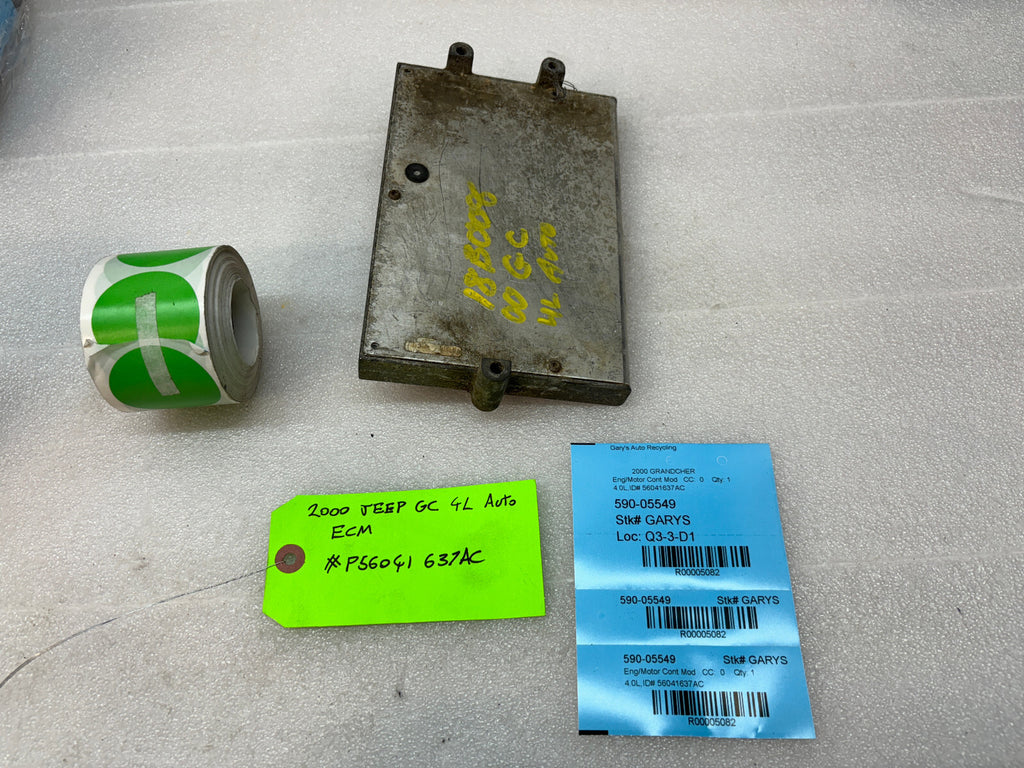 18B008
00 GC
4L AUTO
2000 JEEP GC 4L Auto
ECM
#P56041 637AC
Gary's Auto Recycling
2000 GRANDCHER
Eng/Motor Cont Mod CC: 0 Qty: 1
4.0L,ID# 56041637AC
590-05549
Stk# GARYS
Loc: Q3-3-D1
R00005082
590-05549 Stk# GARYS
R00005082
590-05549 Stk# GARYS
Eng/Motor Cont Mod CC: 0 Qty: 1
4.0L,ID# 56041637AC
R00005082